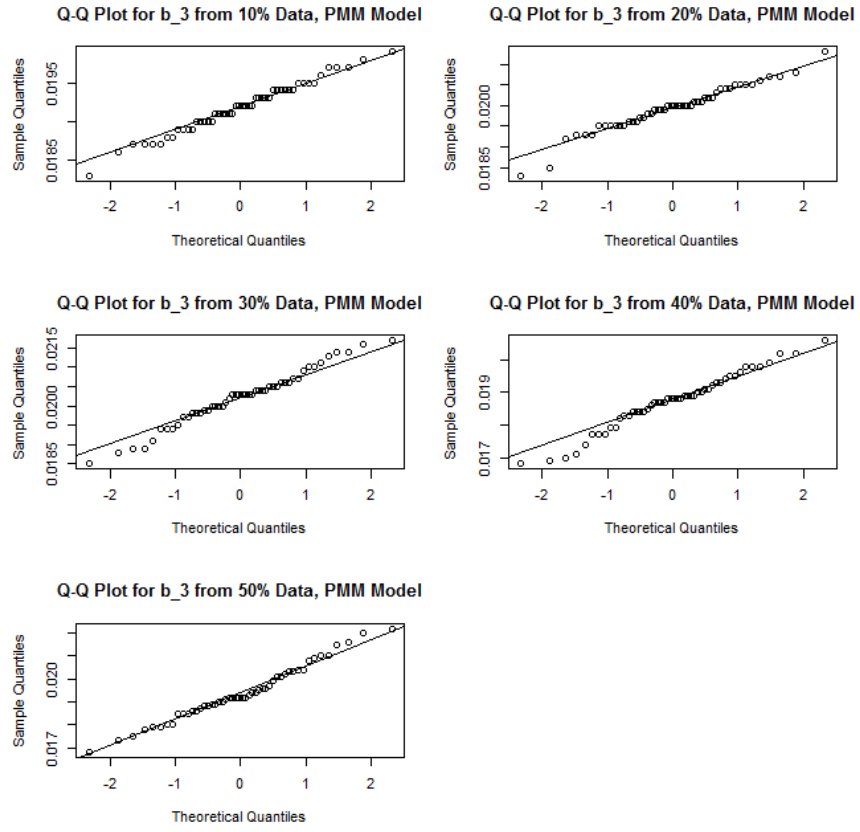 Q-Q Plot for b_3 from 10% Data, PMM Model
Sample Quantiles
0.0185
0.0195
-2 -1 0 1 2
Theoretical Quantiles
Q-Q Plot for b_3 from 20% Data, PMM Model
Sample Quantiles
0.0185
0.0200
-2 -1 0 1 2
Theoretical Quantiles
Q-Q Plot for b_3 from 30% Data, PMM Model
Sample Quantiles
0.0185
0.0200
0.0215
-2 -1 0 1 2
Theoretical Quantiles
Q-Q Plot for b_3 from 40% Data, PMM Model
Sample Quantiles
0.017
0.019
-2 -1 0 1 2
Theoretical Quantiles
Q-Q Plot for b_3 from 50% Data, PMM Model
Sample Quantiles
0.017
0.020
-2 -1 0 1 2
Theoretical Quantiles